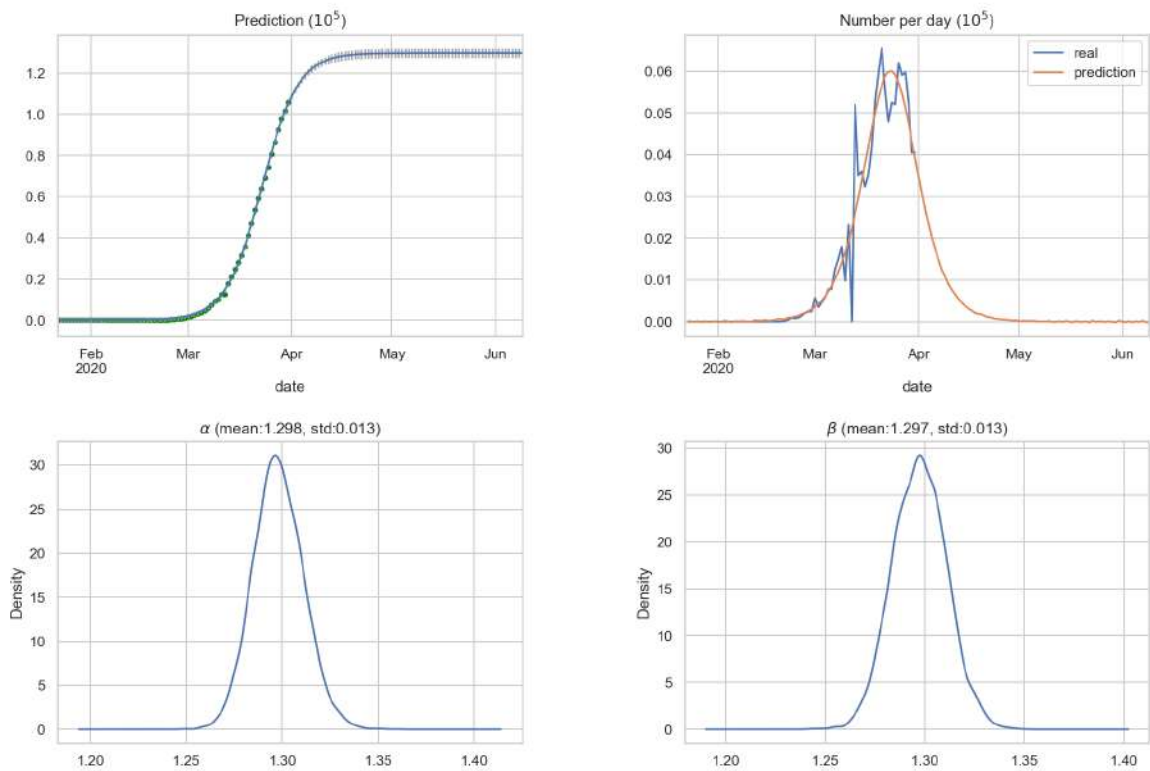 Prediction (10^5)
1.2
1.0
0.8
0.6
0.4
0.2
0.0
Feb
2020
Mar
Apr
May
Jun
date
Number per day (10^5)
real
prediction
0.06
0.05
0.04
0.03
0.02
0.01
0.00
Feb
2020
Mar
Apr
May
Jun
date
α (mean:1.298, std:0.013)
Density
30
25
20
15
10
5
0
1.20
1.25
1.30
1.35
1.40
β (mean:1.297, std:0.013)
Density
30
25
20
15
10
5
0
1.20
1.25
1.30
1.35
1.40